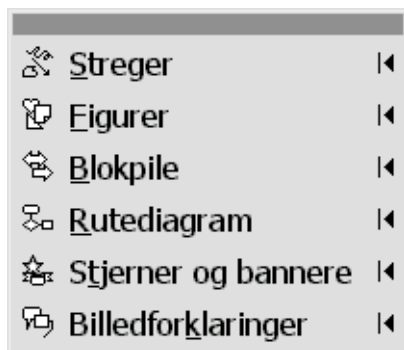 Streger
Figurer
Blokpile
Rutediagram
Stjerner og bannere
Billedforklaringer